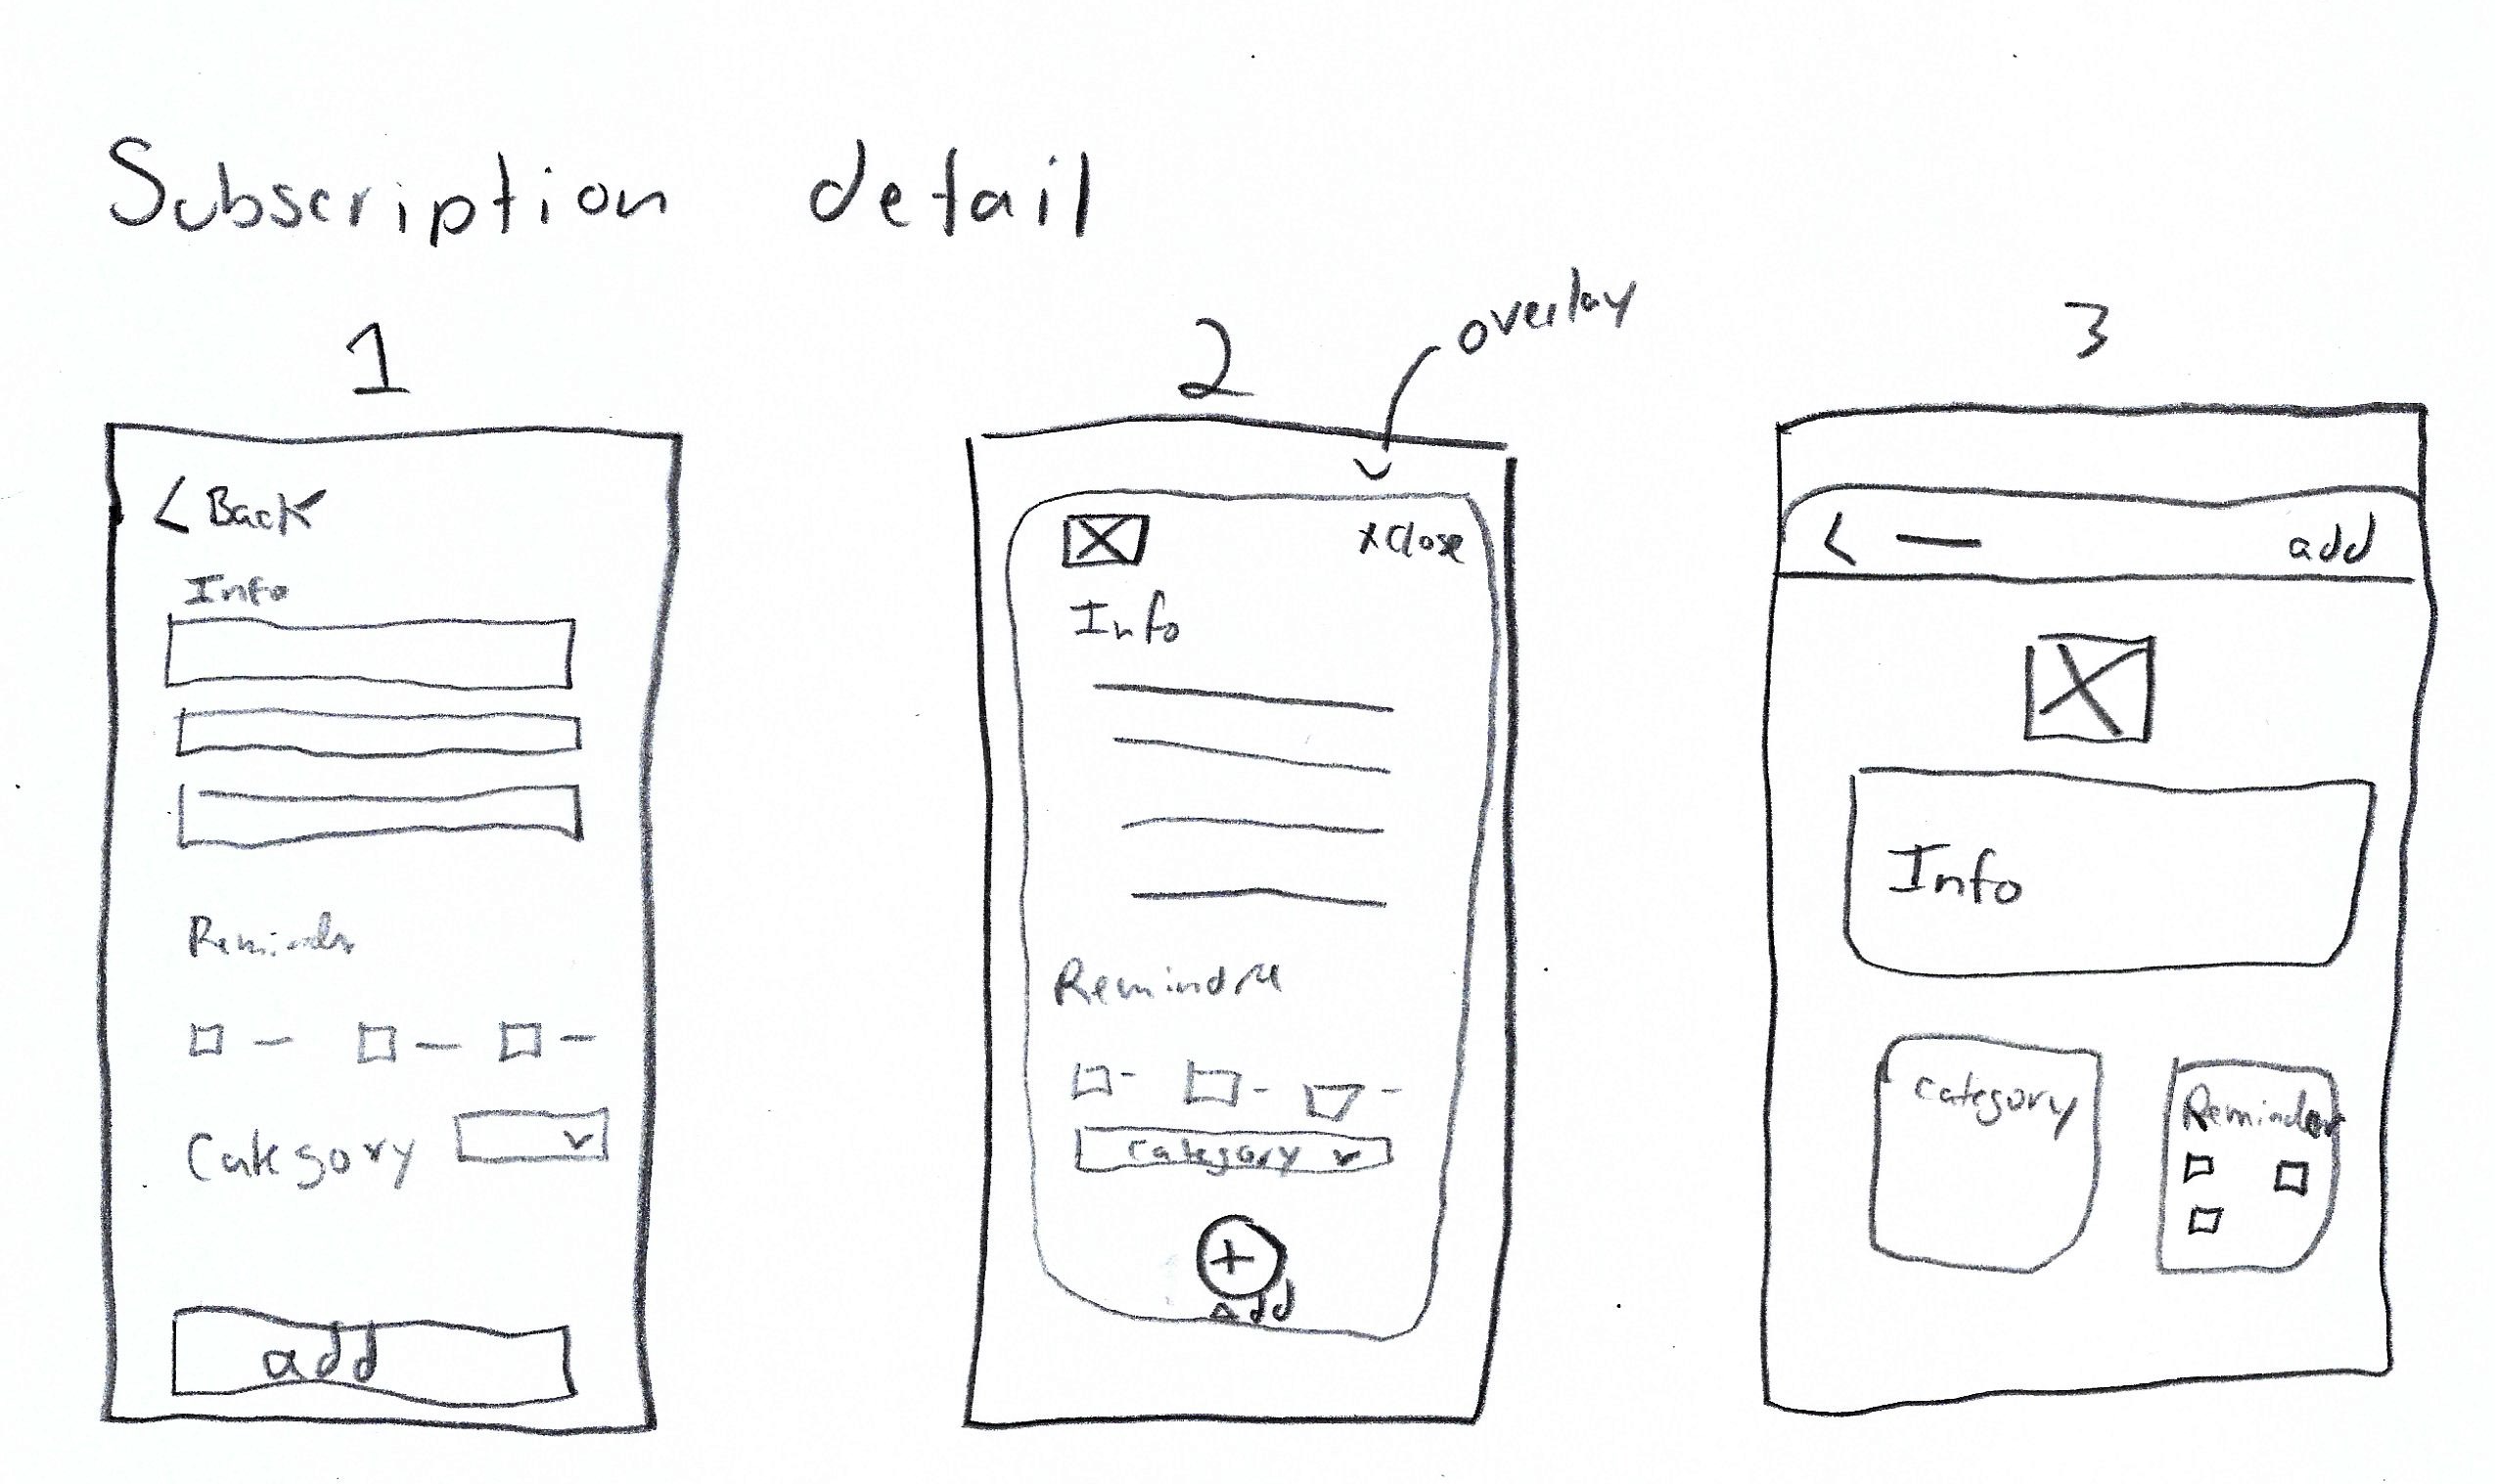 Subscription detail
1
2
overlay
3
< Back
Info
Reminder
Category
add
x Close
Info
Reminder
Category
+
Add
< add
Info
Category
Reminder